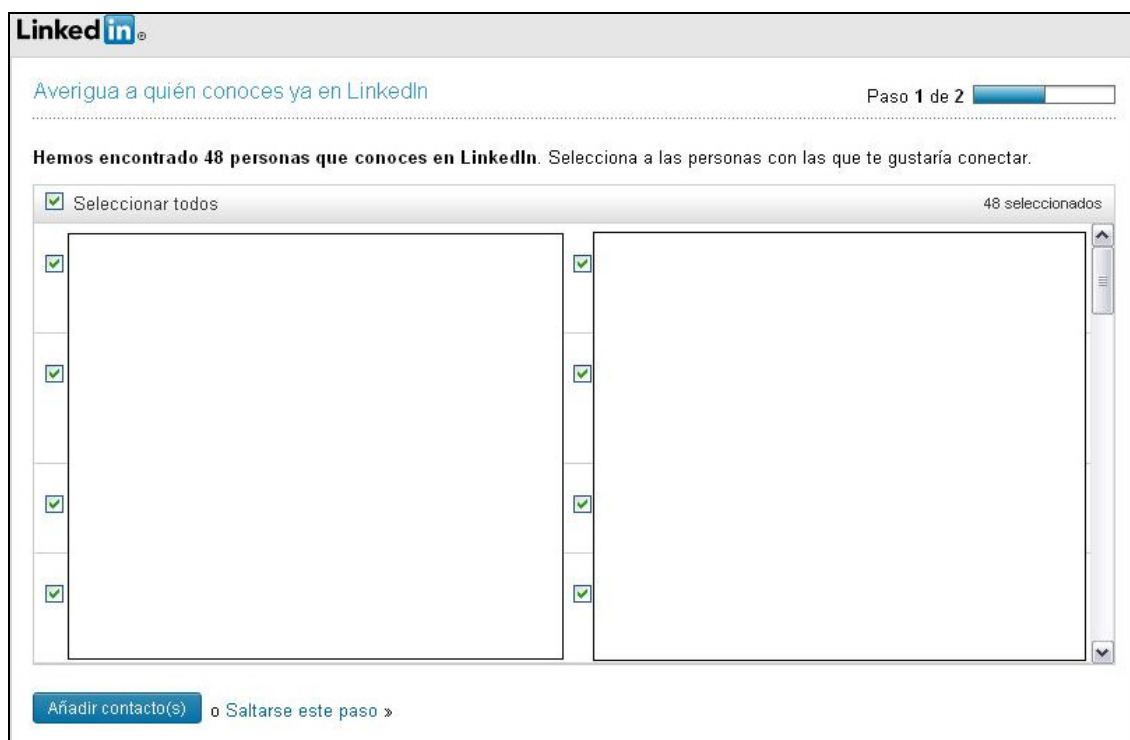 Linked in ®
Averigua a quién conoces ya en LinkedIn
Paso 1 de 2
Hemos encontrado 48 personas que conoces en LinkedIn. Selecciona a las personas con las que te gustaría conectar.
Seleccionar todos
48 seleccionados
Añadir contacto(s) o Saltarse este paso »